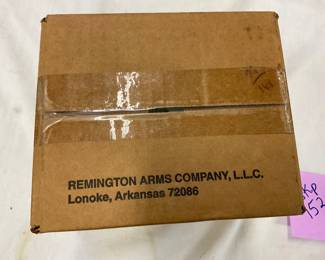 REMINGTON ARMS COMPANY, L.L.C.
Lonoke, Arkansas 72086